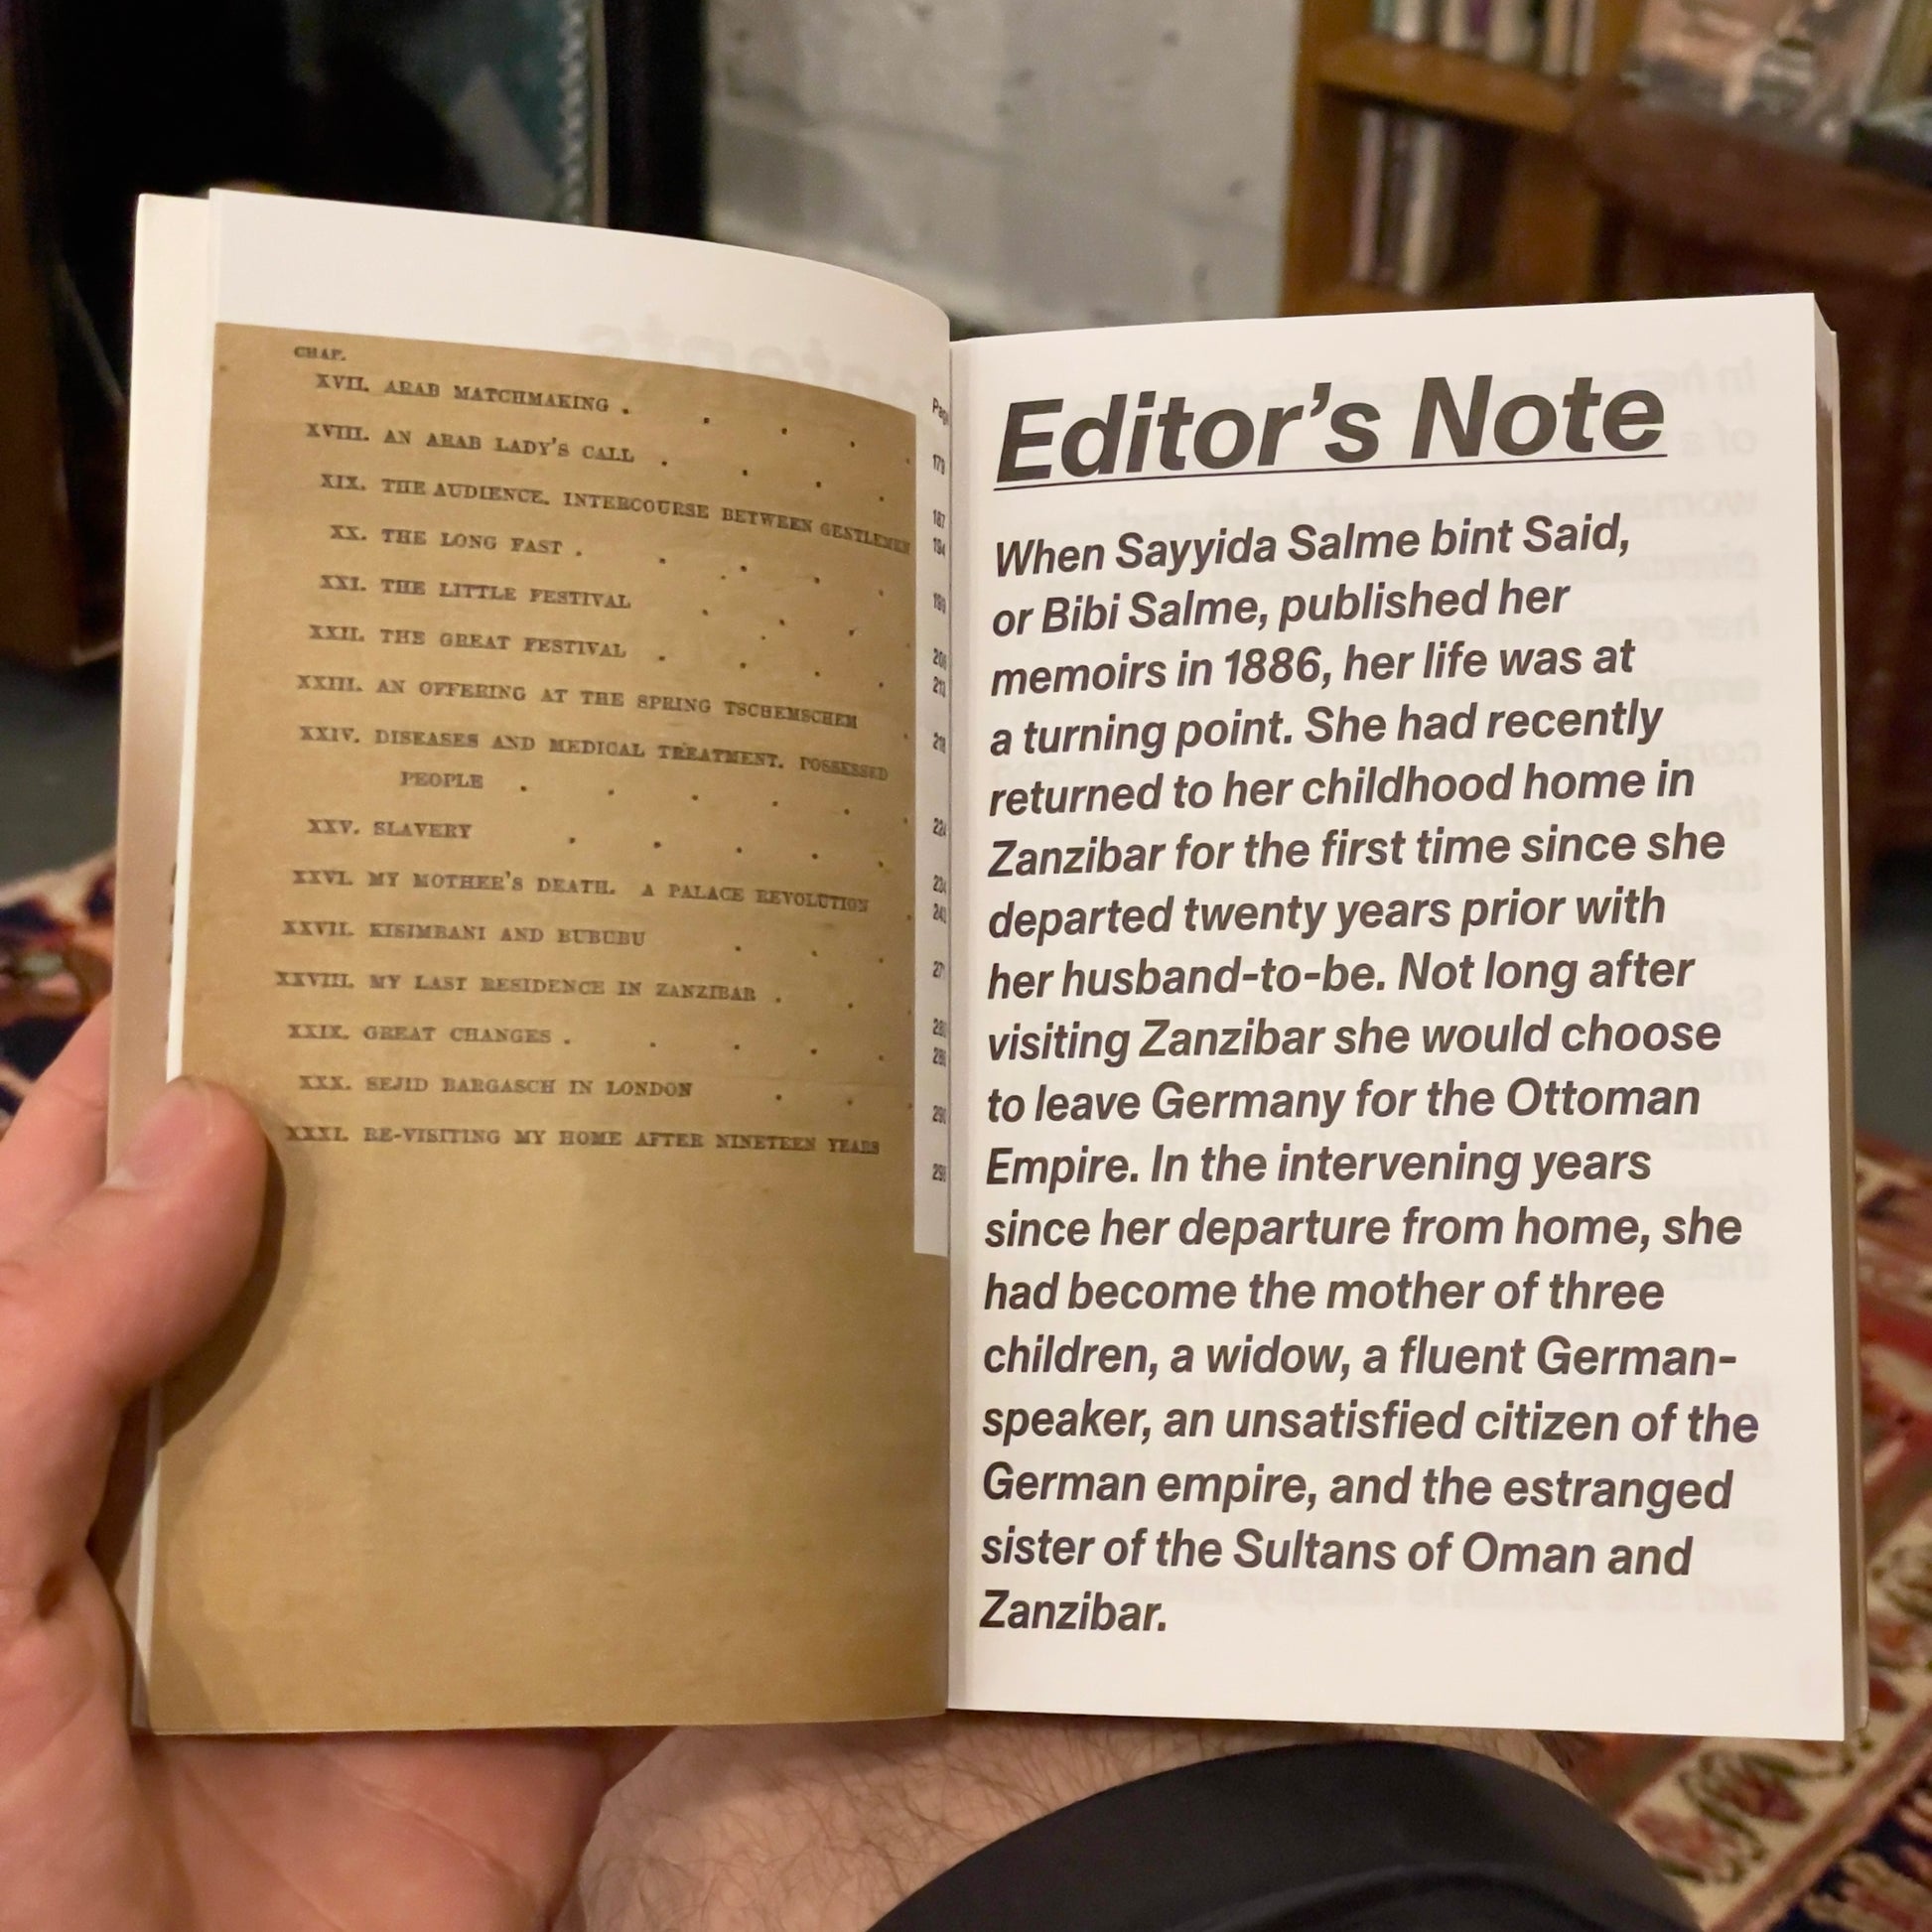 CHAP.
XVII. ARAB MATCHMAKING . . . .
XVIII. AN ARAB LADY'S CALL . . . . .
XIX. THE AUDIENCE. INTERCOURSE BETWEEN GENTLEMEN
XX. THE LONG FAST . . . . .
XXI. THE LITTLE FESTIVAL . . . .
XXII. THE GREAT FESTIVAL . . . .
XXIII. AN OFFERING AT THE SPRING TSCHEMSCHEM .
XXIV. DISEASES AND MEDICAL TREATMENT. POSSESSED
PEOPLE . . . . . .
XXV. SLAVERY . . . . .
XXVI. MY MOTHER'S DEATH. A PALACE REVOLUTION .
XXVII. KISIMBANI AND BUBUBU . . .
XXVIII. MY LAST RESIDENCE IN ZANZIBAR . . .
XXIX. GREAT CHANGES . . . . .
XXX. SEJID BARGASCH IN LONDON . . .
XXXI. RE-VISITING MY HOME AFTER NINETEEN YEARS
179
187
194
199
213
Editor's Note
When Sayyida Salme bint Said,
or Bibi Salme, published her
memoirs in 1886, her life was at
a turning point. She had recently
returned to her childhood home in
Zanzibar for the first time since she
departed twenty years prior with
her husband-to-be. Not long after
visiting Zanzibar she would choose
to leave Germany for the Ottoman
Empire. In the intervening years
since her departure from home, she
had become the mother of three
children, a widow, a fluent German-
speaker, an unsatisfied citizen of the
German empire, and the estranged
sister of the Sultans of Oman and
Zanzibar.